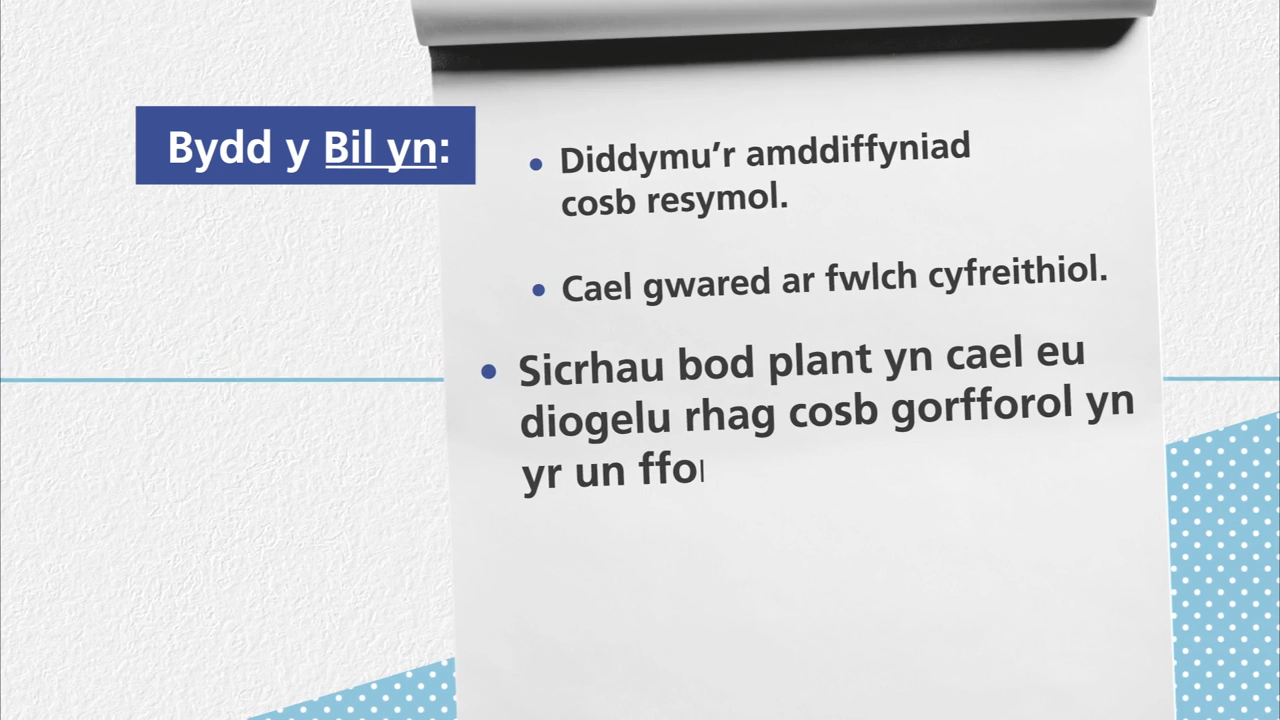 Bydd y Bil yn:
• Diddymu’r amddiffyniad
cosb resymol.
• Cael gwared ar fwlch cyfreithiol.
• Sicrhau bod plant yn cael eu
diogelu rhag cosb gorfforol yn
yr un